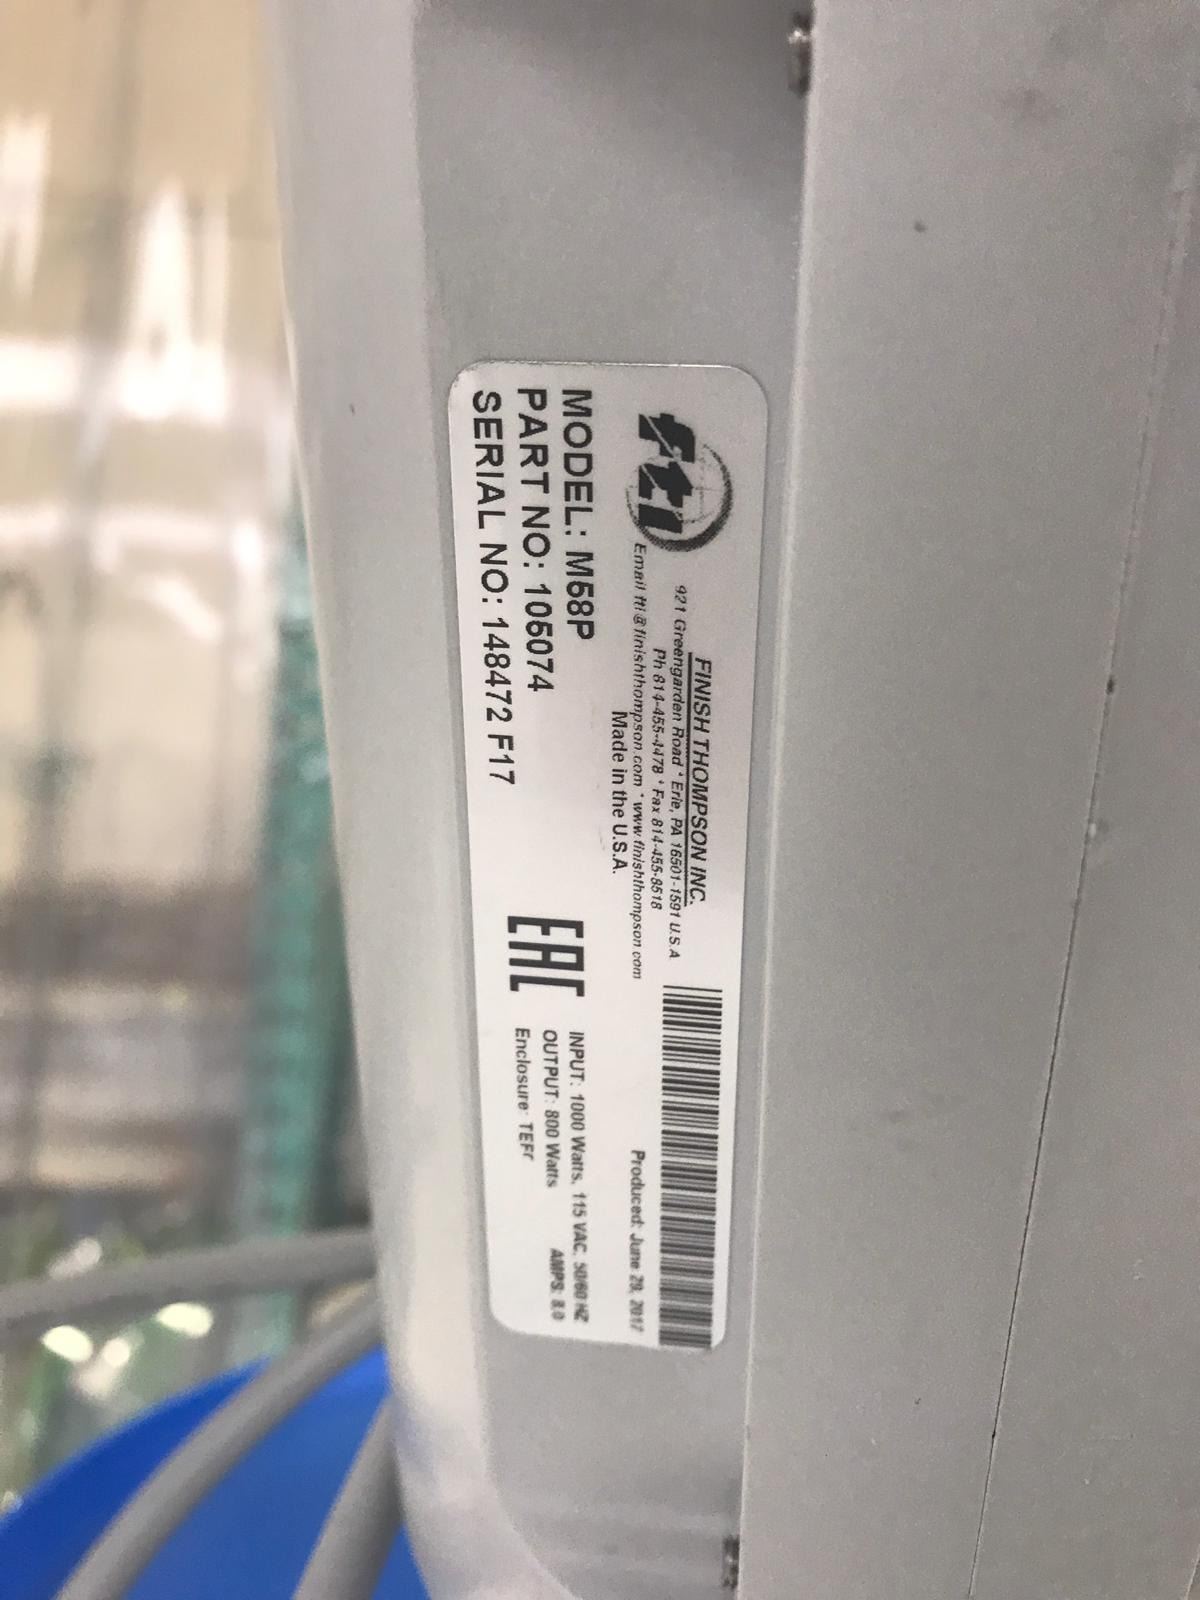 fti
FINISH THOMPSON INC.
921 Greengarden Road * Erie, PA 16501-1591 U.S.A
Ph 814-455-4478 * Fax 814-455-8518
Email fti@finishthompson.com * www.finishthompson.com
Made in the U.S.A.
Produced: June 29, 2017
MODEL: M58P
PART NO: 106074
SERIAL NO: 148472 F17
EAC
INPUT: 1000 Watts, 115 VAC, 50/60 HZ
OUTPUT: 800 Watts AMPS: 8.0
Enclosure: TEFC